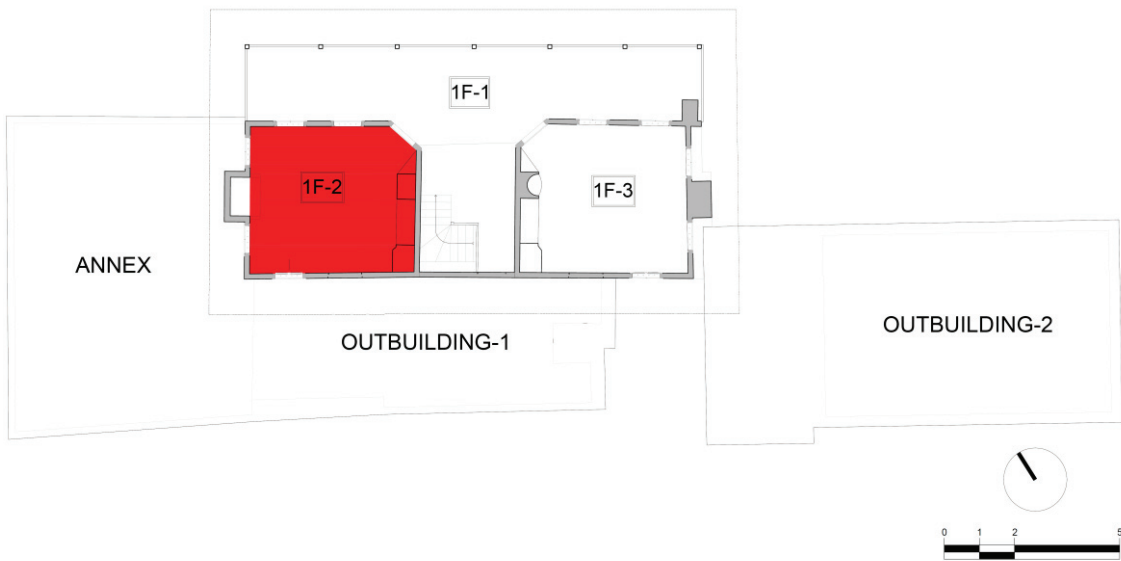 1F-1
1F-2
1F-3
ANNEX
OUTBUILDING-1
OUTBUILDING-2
0 1 2 5